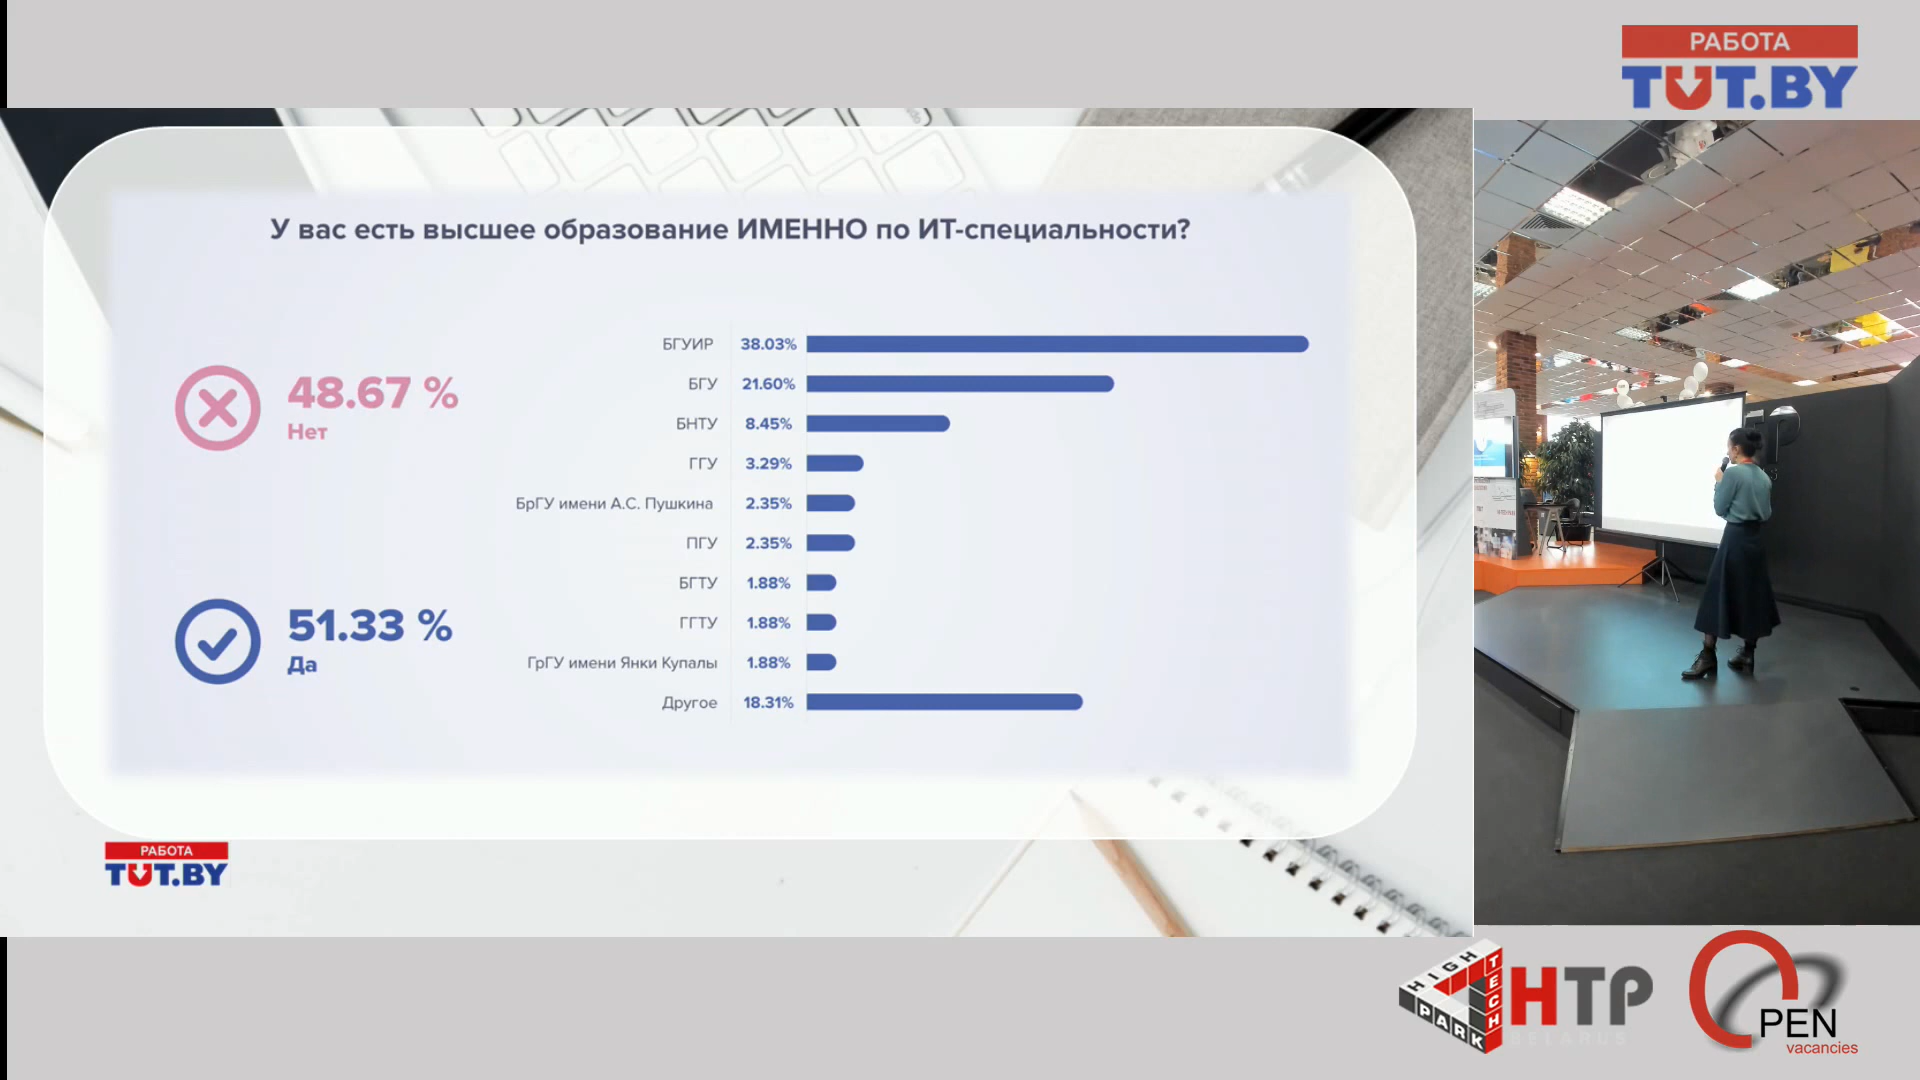 РАБОТА
TUT.BY
У вас есть высшее образование ИМЕННО по ИТ-специальности?
48.67 %
Нет
51.33 %
Да
БГУИР 38.03%
БГУ 21.60%
БНТУ 8.45%
ГГУ 3.29%
БрГУ имени А.С. Пушкина 2.35%
ПГУ 2.35%
БГТУ 1.88%
ГГТУ 1.88%
ГрГУ имени Янки Купалы 1.88%
Другое 18.31%
РАБОТА
TUT.BY
HIGH
TECH
PARK
HTP
BELARUS
OPEN
vacancies